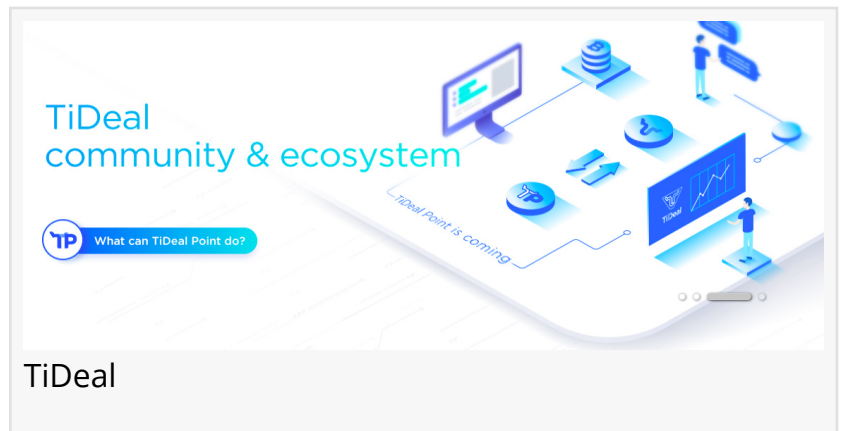 TiDeal
community & ecosystem
TiDeal Point is coming
TP
TP
What can TiDeal Point do?
TiDeal
TiDeal